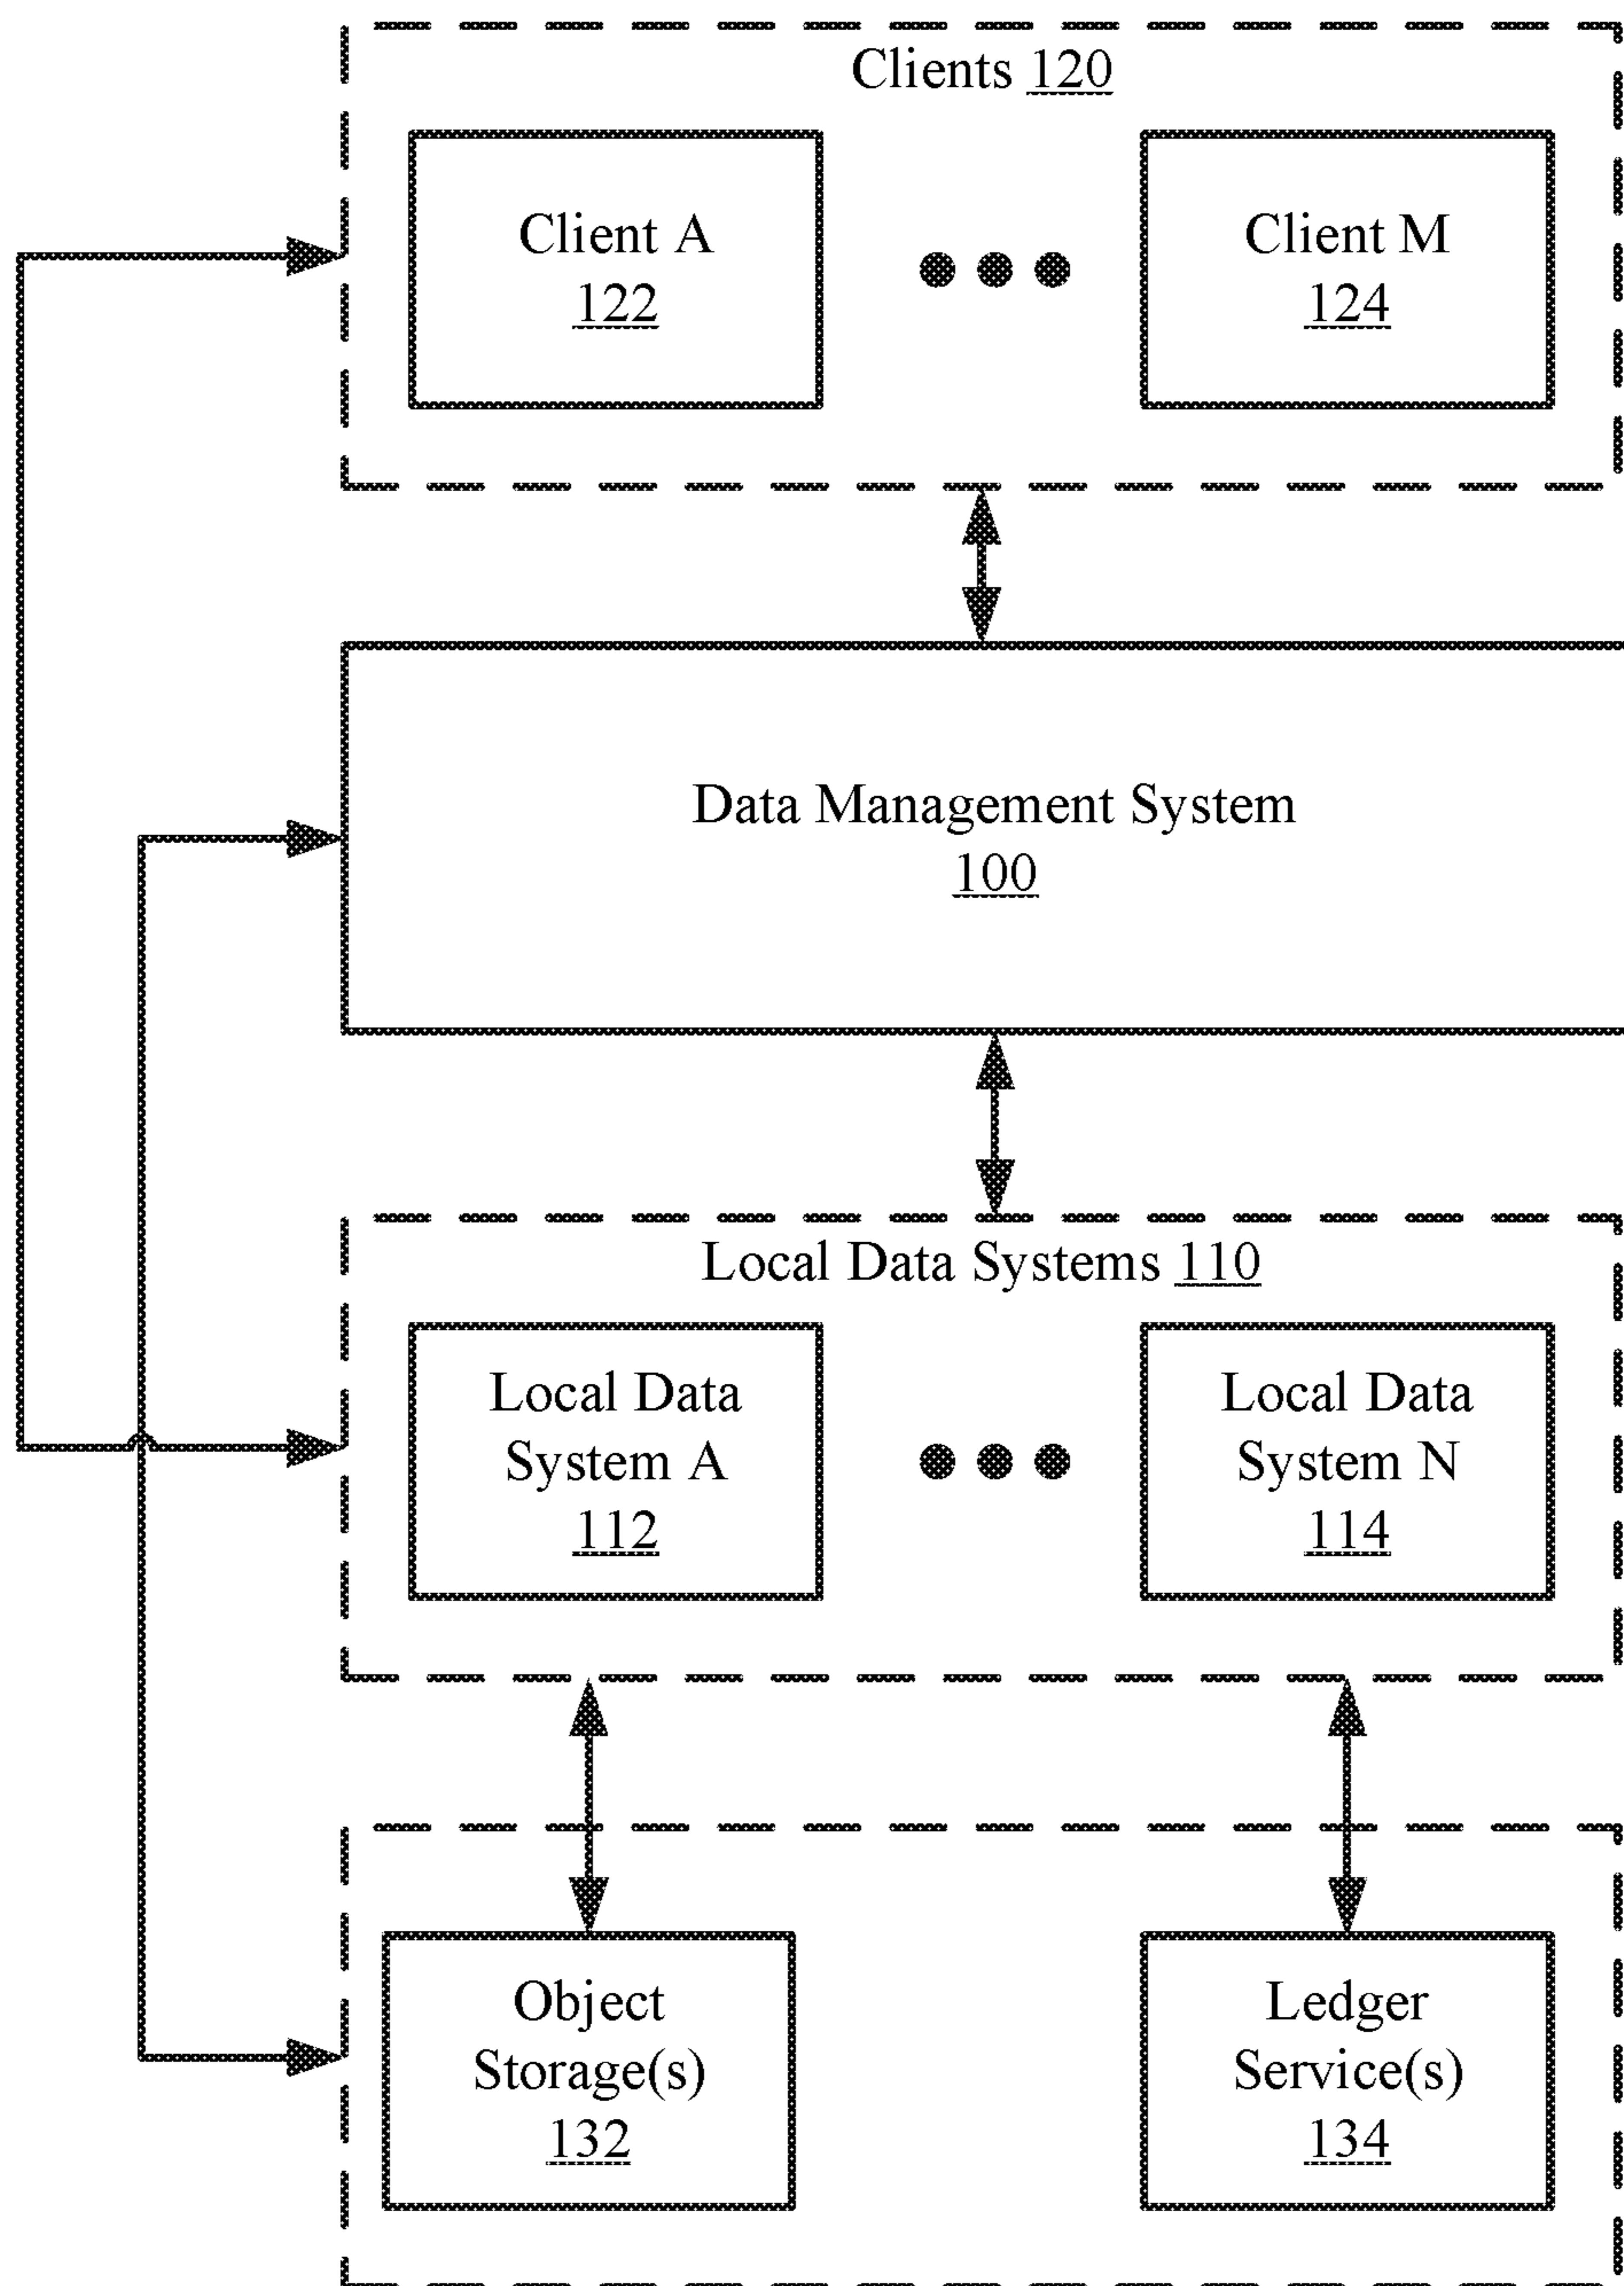 Clients 120
Client A
122
Client M
124
Data Management System
100
Local Data Systems 110
Local Data
System A
112
Local Data
System N
114
Object
Storage(s)
132
Ledger
Service(s)
134